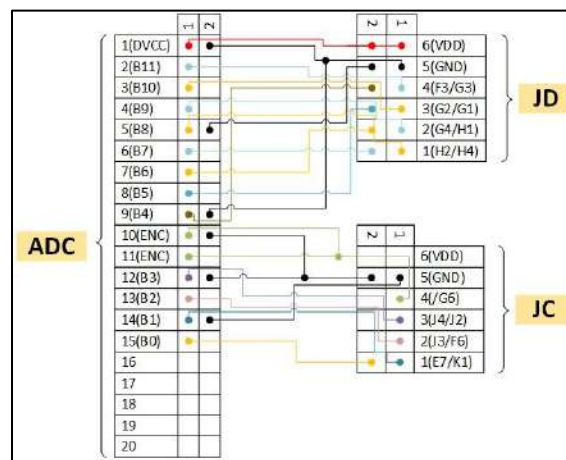 1 2
2 1
1(DVCC)
2(B11)
3(B10)
4(B9)
5(B8)
6(B7)
7(B6)
8(B5)
9(B4)
10(ENC)
11(ENC)
12(B3)
13(B2)
14(B1)
15(B0)
16
17
18
19
20
ADC
6(VDD)
5(GND)
4(F3/G3)
3(G2/G1)
2(G4/H1)
1(H2/H4)
JD
2 1
6(VDD)
5(GND)
4(/G6)
3(J4/J2)
2(J3/F6)
1(E7/K1)
JC